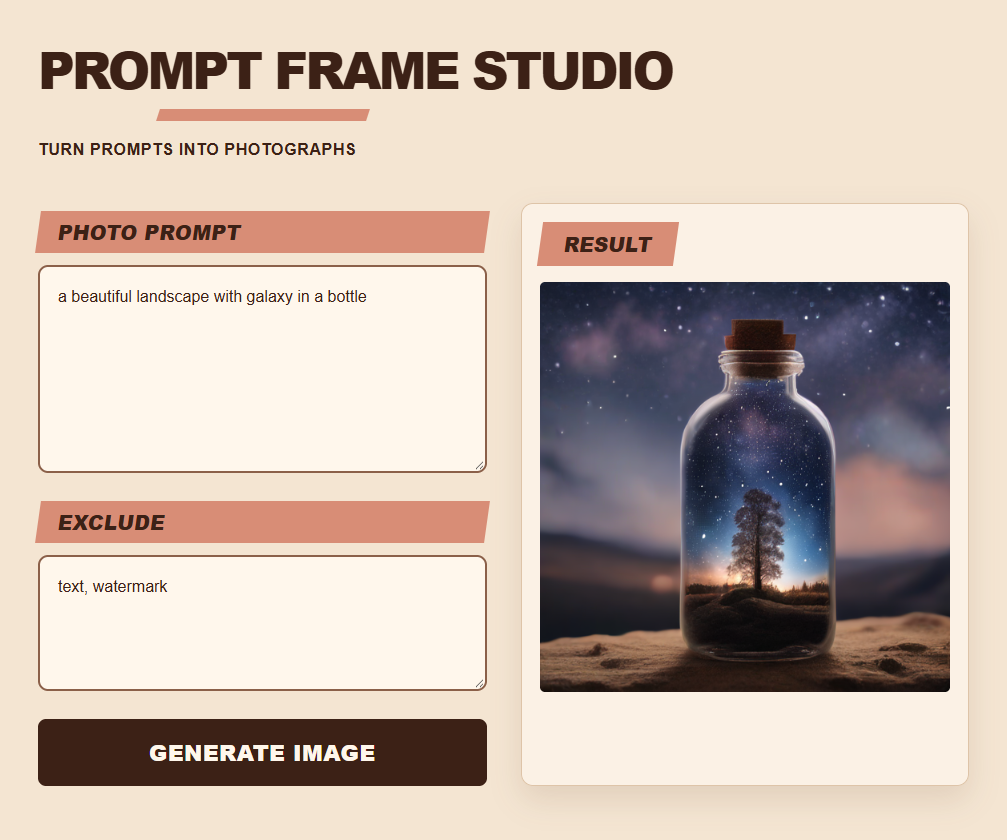 PROMPT FRAME STUDIO
TURN PROMPTS INTO PHOTOGRAPHS
PHOTO PROMPT
a beautiful landscape with galaxy in a bottle
EXCLUDE
text, watermark
GENERATE IMAGE
RESULT